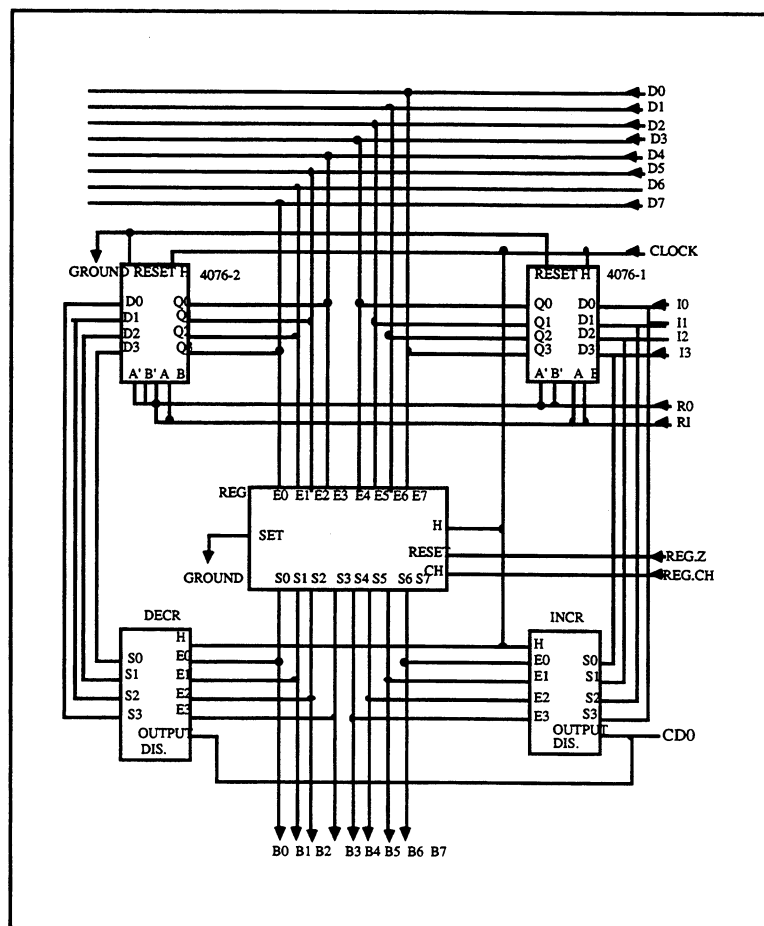 D0
D1
D2
D3
D4
D5
D6
D7
CLOCK
GROUND RESET H 4076-2
RESET H 4076-1
D0 Q0
D1 Q
D2 Q2
D3 Q3
A' B' A B
Q0 D0
Q1 D1
Q2 D2
Q3 D3
A' B' A B
I0
I1
I2
I3
R0
R1
REG
E0 E1 E2 E3 E4 E5 E6 E7
SET
H
RESET
CH
S0 S1 S2 S3 S4 S5 S6 S7
GROUND
REG.Z
REG.CH
DECR
H
S0 E0
S1 E1
S2 E2
S3 E3
OUTPUT
DIS.
INCR
H
E0 S0
E1 S1
E2 S2
E3 S3
OUTPUT
DIS.
CD0
B0 B1 B2 B3 B4 B5 B6 B7